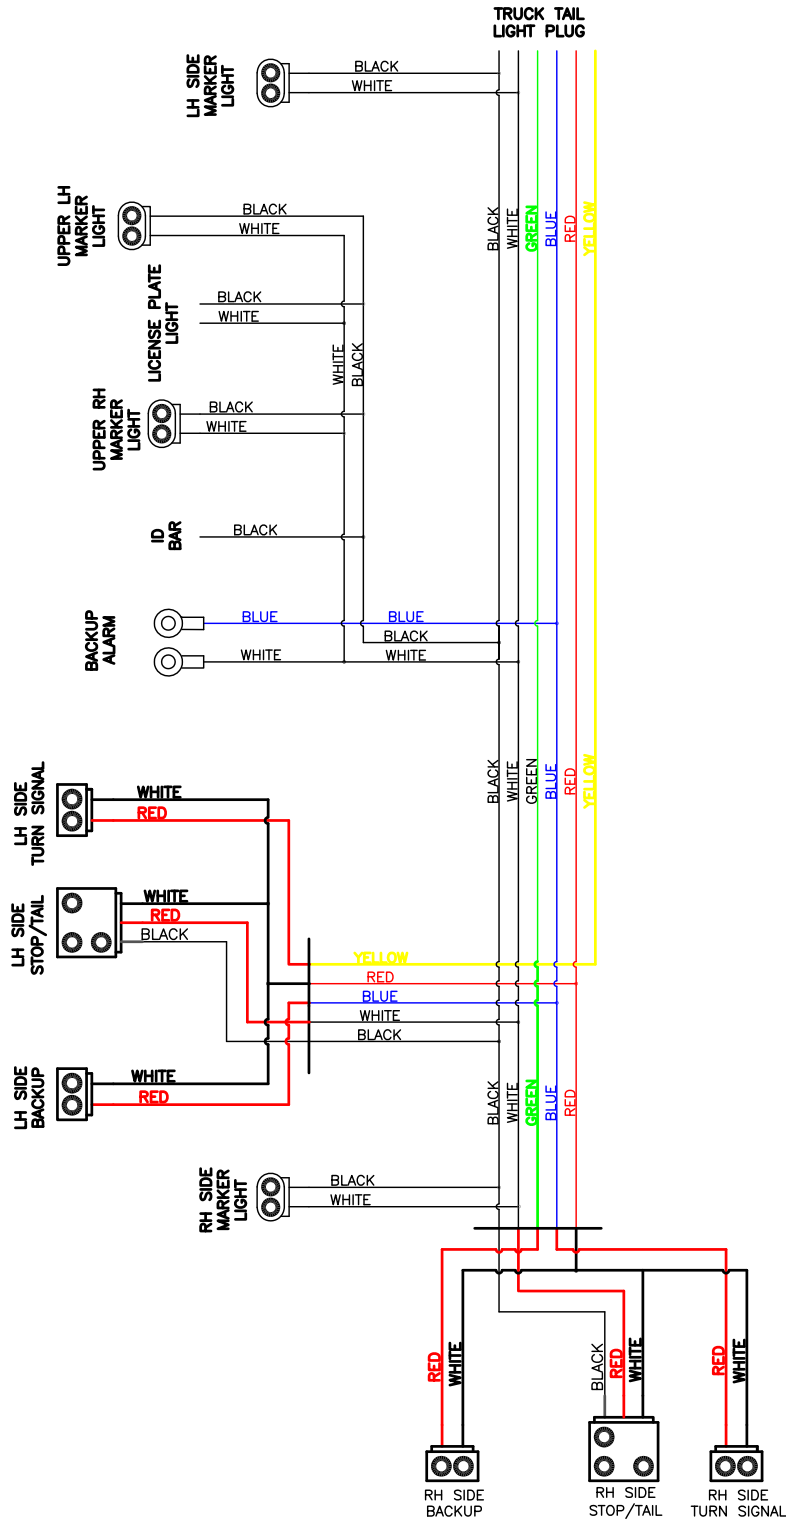 TRUCK TAIL
LIGHT PLUG
LH SIDE
MARKER
LIGHT
BLACK
WHITE
UPPER LH
MARKER
LIGHT
BLACK
WHITE
BLACK
WHITE
GREEN
BLUE
RED
YELLOW
LICENSE PLATE
LIGHT
BLACK
WHITE
WHITE
BLACK
UPPER RH
MARKER
LIGHT
BLACK
WHITE
ID
BAR
BLACK
BACKUP
ALARM
BLUE
BLUE
BLACK
WHITE
WHITE
BLACK
WHITE
GREEN
BLUE
RED
YELLOW
LH SIDE
TURN SIGNAL
WHITE
RED
LH SIDE
STOP/TAIL
WHITE
RED
BLACK
YELLOW
RED
BLUE
WHITE
BLACK
LH SIDE
BACKUP
WHITE
RED
BLACK
WHITE
GREEN
BLUE
RED
RH SIDE
MARKER
LIGHT
BLACK
WHITE
RED
WHITE
BLACK
RED
WHITE
RED
WHITE
RH SIDE
BACKUP
RH SIDE
STOP/TAIL
RH SIDE
TURN SIGNAL